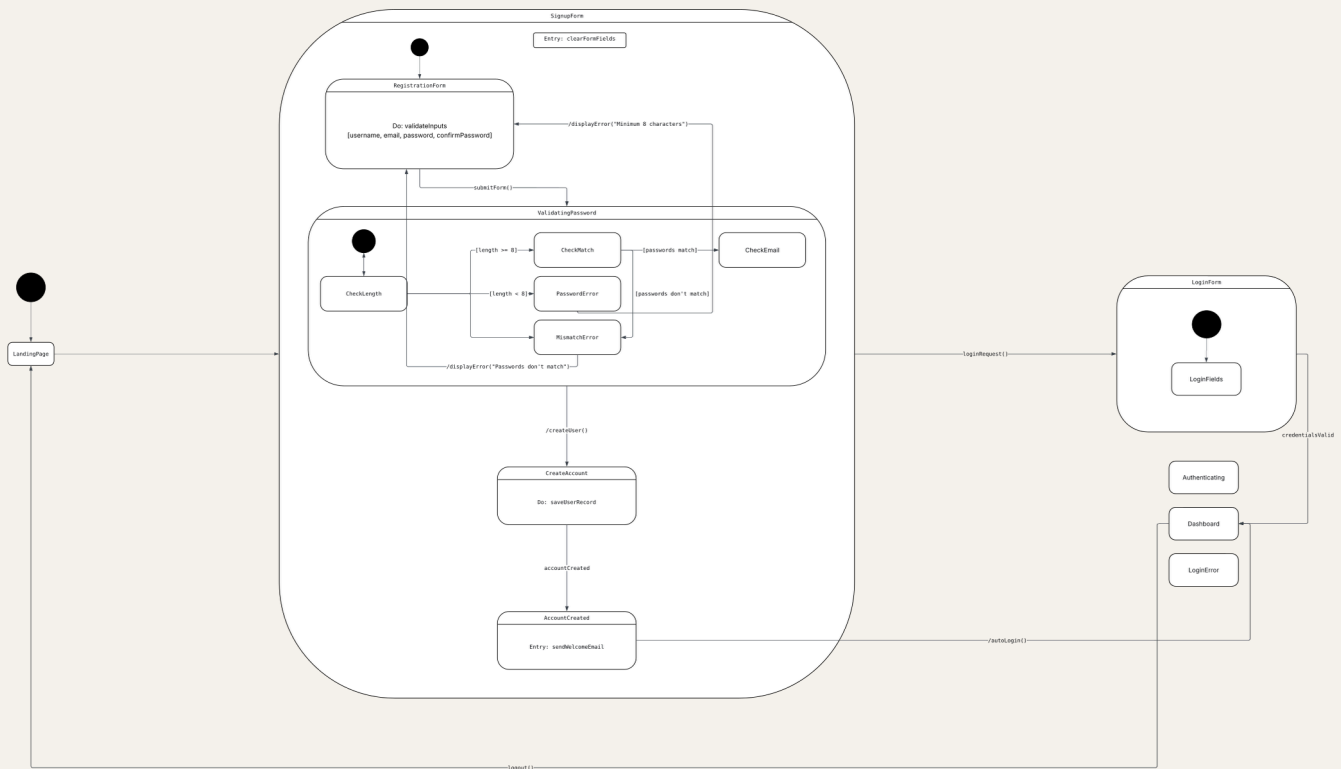 SignupForm
Entry: clearFormFields
RegistrationForm
Do: validateInputs
[username, email, password, confirmPassword]
/displayError("Minimum 8 characters")
submitForm()
ValidatingPassword
[length >= 8]
CheckMatch
[passwords match]
CheckEmail
CheckLength
[length < 8]
PasswordError
[passwords don't match]
MismatchError
/displayError("Passwords don't match")
LandingPage
loginRequest()
LoginForm
LoginFields
credentialsValid
/createUser()
CreateAccount
Do: saveUserRecord
Authenticating
Dashboard
LoginError
accountCreated
AccountCreated
Entry: sendWelcomeEmail
/autoLogin()
logout()